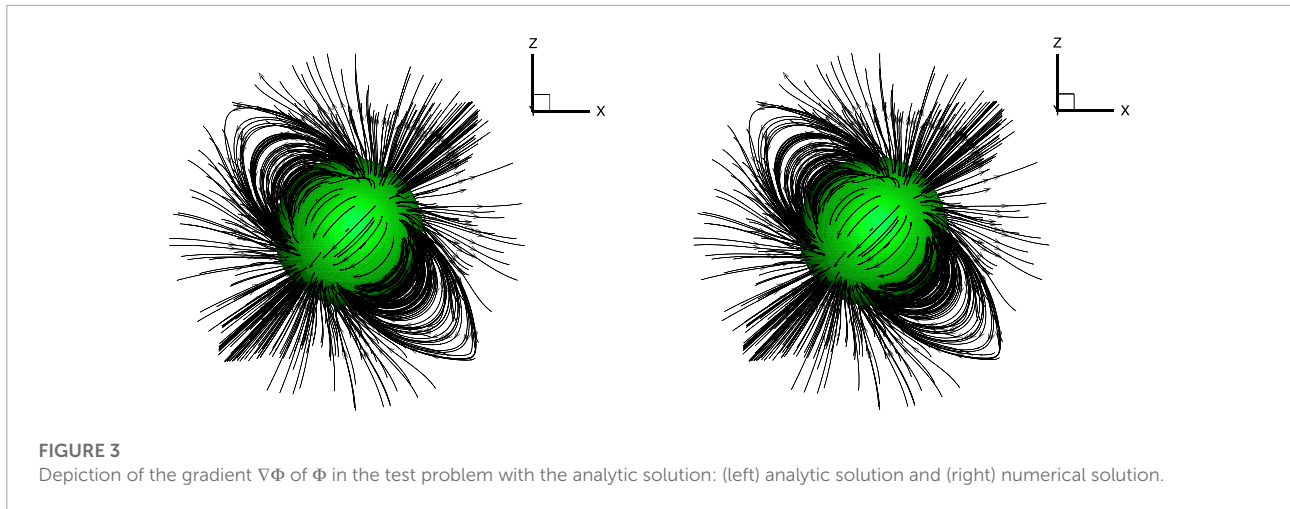 Z
X
Z
X
FIGURE 3
Depiction of the gradient ∇Φ of Φ in the test problem with the analytic solution: (left) analytic solution and (right) numerical solution.